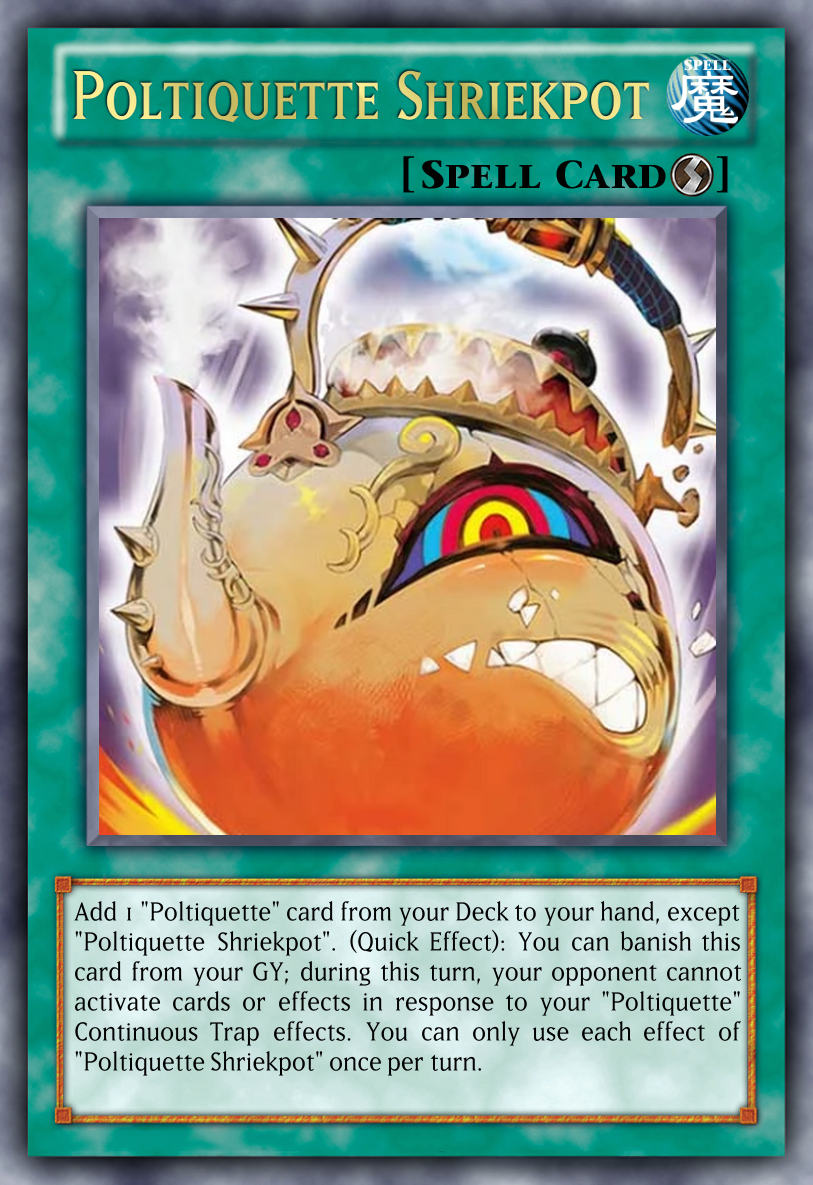 Poltiquette Shriekpot
SPELL
魔
[Spell Card]
Add 1 "Poltiquette" card from your Deck to your hand, except
"Poltiquette Shriekpot". (Quick Effect): You can banish this
card from your GY; during this turn, your opponent cannot
activate cards or effects in response to your "Poltiquette"
Continuous Trap effects. You can only use each effect of
"Poltiquette Shriekpot" once per turn.